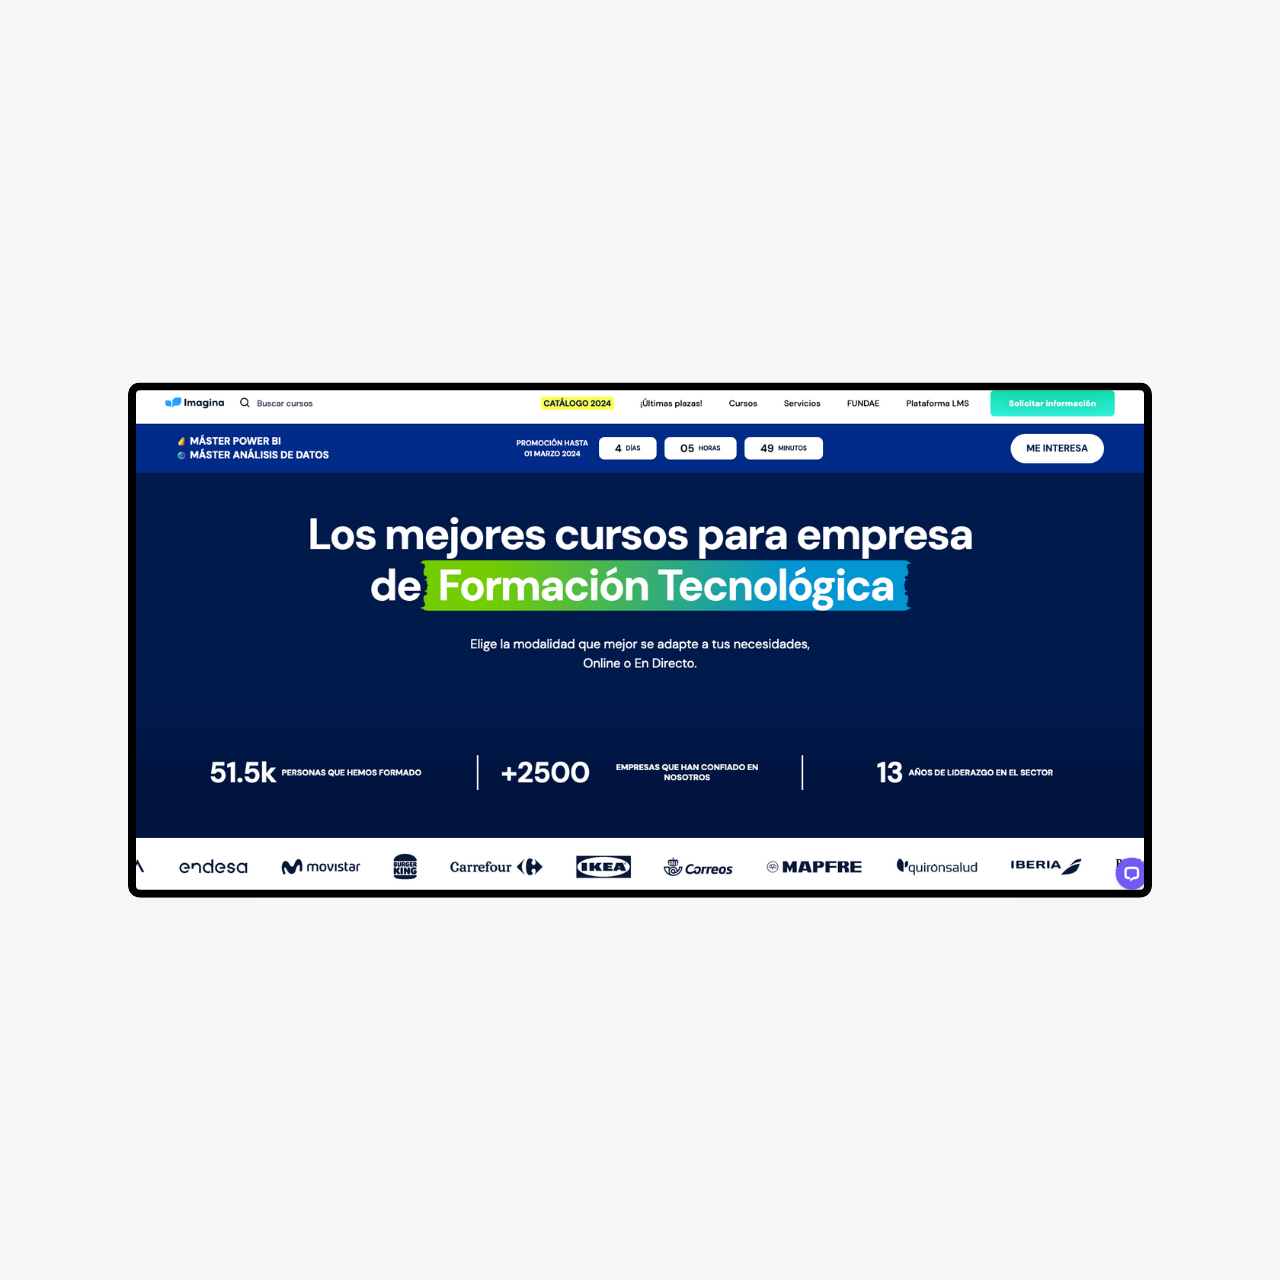 Imagina
Buscar cursos
CATÁLOGO 2024
¡Últimas plazas!
Cursos
Servicios
FUNDAE
Plataforma LMS
Solicitar información
MÁSTER POWER BI
MÁSTER ANÁLISIS DE DATOS
PROMOCIÓN HASTA
01 MARZO 2024
4 DÍAS
05 HORAS
49 MINUTOS
ME INTERESA
Los mejores cursos para empresa
de Formación Tecnológica
Elige la modalidad que mejor se adapte a tus necesidades,
Online o En Directo.
51.5k PERSONAS QUE HEMOS FORMADO
+2500 EMPRESAS QUE HAN CONFIADO EN
NOSOTROS
13 AÑOS DE LIDERAZGO EN EL SECTOR
endesa
movistar
BURGER
KING
Carrefour
IKEA
Correos
MAPFRE
quirónsalud
IBERIA